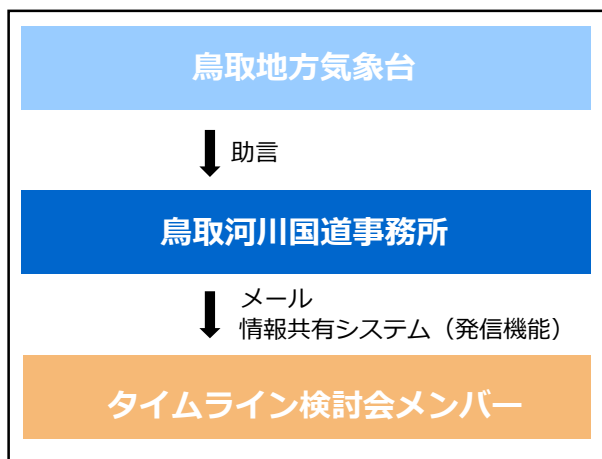 鳥取地方気象台
助言
鳥取河川国道事務所
メール
情報共有システム（発信機能）
タイムライン検討会メンバー